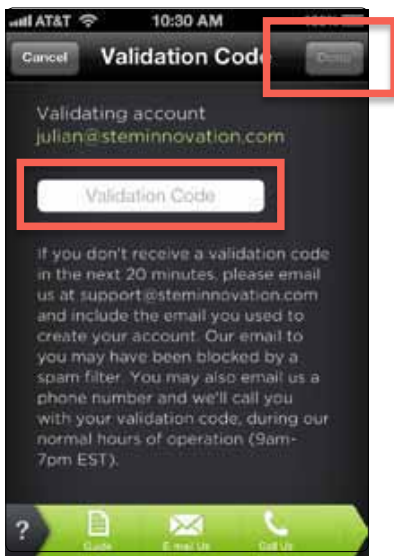 AT&T 10:30 AM 100%
Cancel Validation Code Done
Validating account
julian@steminnovation.com
Validation Code
If you don't receive a validation code
in the next 20 minutes, please email
us at support@steminnovation.com
and include the email you used to
create your account. Our email to
you may have been blocked by a
spam filter. You may also email us a
phone number and we'll call you
with your validation code, during our
normal hours of operation (9am-
7pm EST).
? Guide E-mail Us Call Us